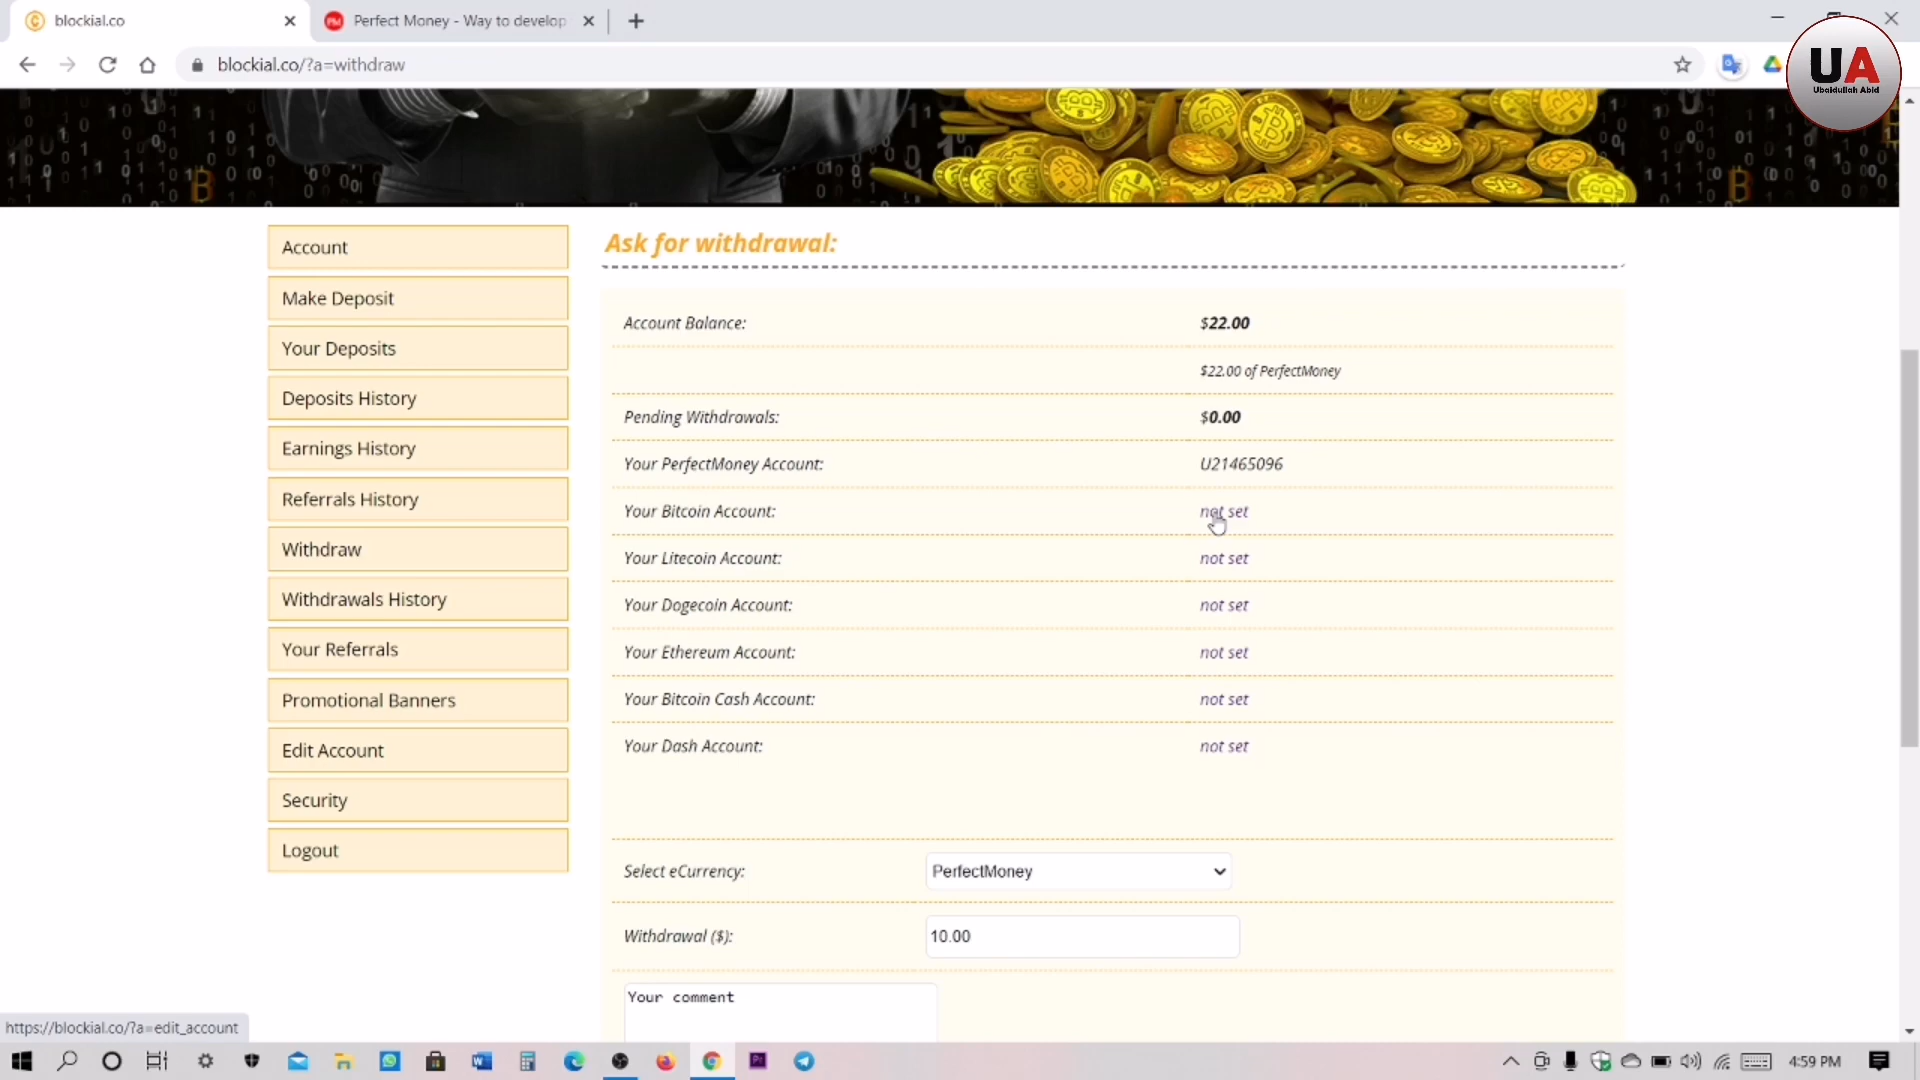 blockial.co
Perfect Money - Way to develop
blockial.co/?a=withdraw
UA
Ubaidullah Abid
Account
Make Deposit
Your Deposits
Deposits History
Earnings History
Referrals History
Withdraw
Withdrawals History
Your Referrals
Promotional Banners
Edit Account
Security
Logout
Ask for withdrawal:
Account Balance: $22.00
$22.00 of PerfectMoney
Pending Withdrawals: $0.00
Your PerfectMoney Account: U21465096
Your Bitcoin Account: not set
Your Litecoin Account: not set
Your Dogecoin Account: not set
Your Ethereum Account: not set
Your Bitcoin Cash Account: not set
Your Dash Account: not set
Select eCurrency: PerfectMoney
Withdrawal ($): 10.00
Your comment
https://blockial.co/?a=edit_account
4:59 PM